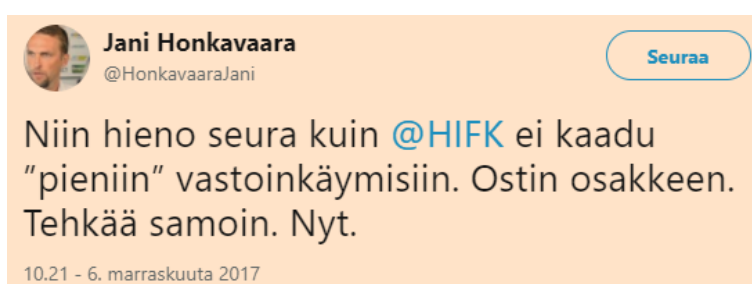 Jani Honkavaara
@HonkavaaraJani
Seuraa
Niin hieno seura kuin @HIFK ei kaadu
”pieniin” vastoinkäymisiin. Ostin osakkeen.
Tehkää samoin. Nyt.
10.21 - 6. marraskuuta 2017